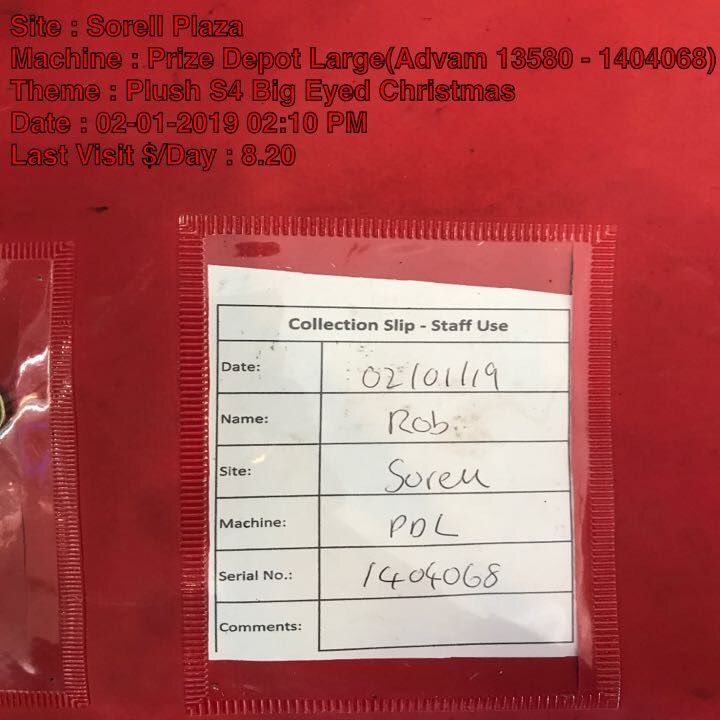 Site : Sorell Plaza
Machine : Prize Depot Large(Advam 13580 - 1404068)
Theme : Plush S4 Big Eyed Christmas
Date : 02-01-2019 02:10 PM
Last Visit $/Day : 8.20
Collection Slip - Staff Use
Date: 02/01/19
Name: Rob
Site: Sorell
Machine: PDL
Serial No.: 1404068
Comments: